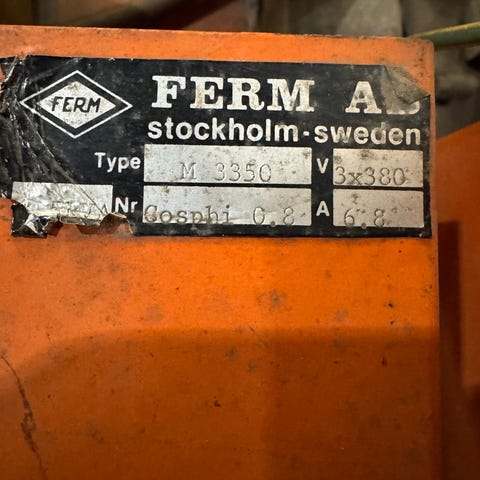 FERM
FERM AB
stockholm-sweden
Type M 3350 V 3x380
Nr Cosphi 0.8 A 6.8